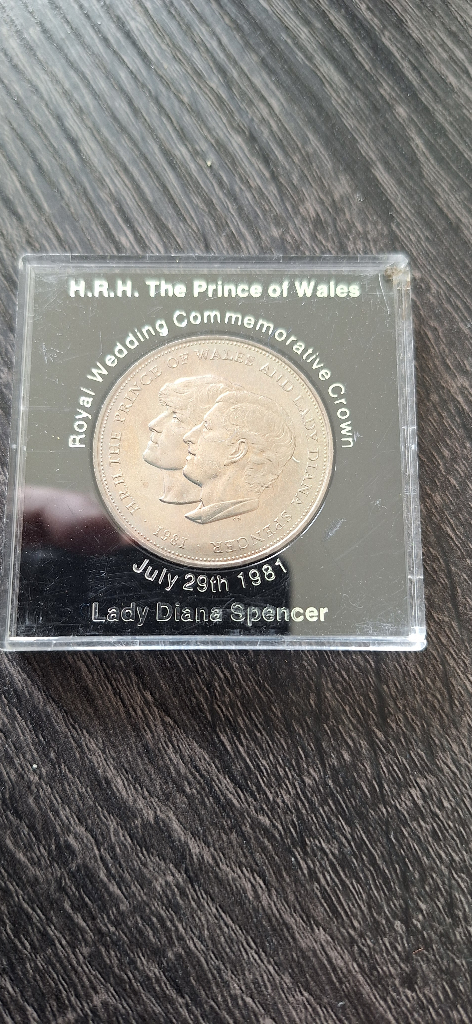 H.R.H. The Prince of Wales
Royal Wedding Commemorative Crown
H.R.H. THE PRINCE OF WALES AND LADY DIANA SPENCER
1981
July 29th 1981
Lady Diana Spencer